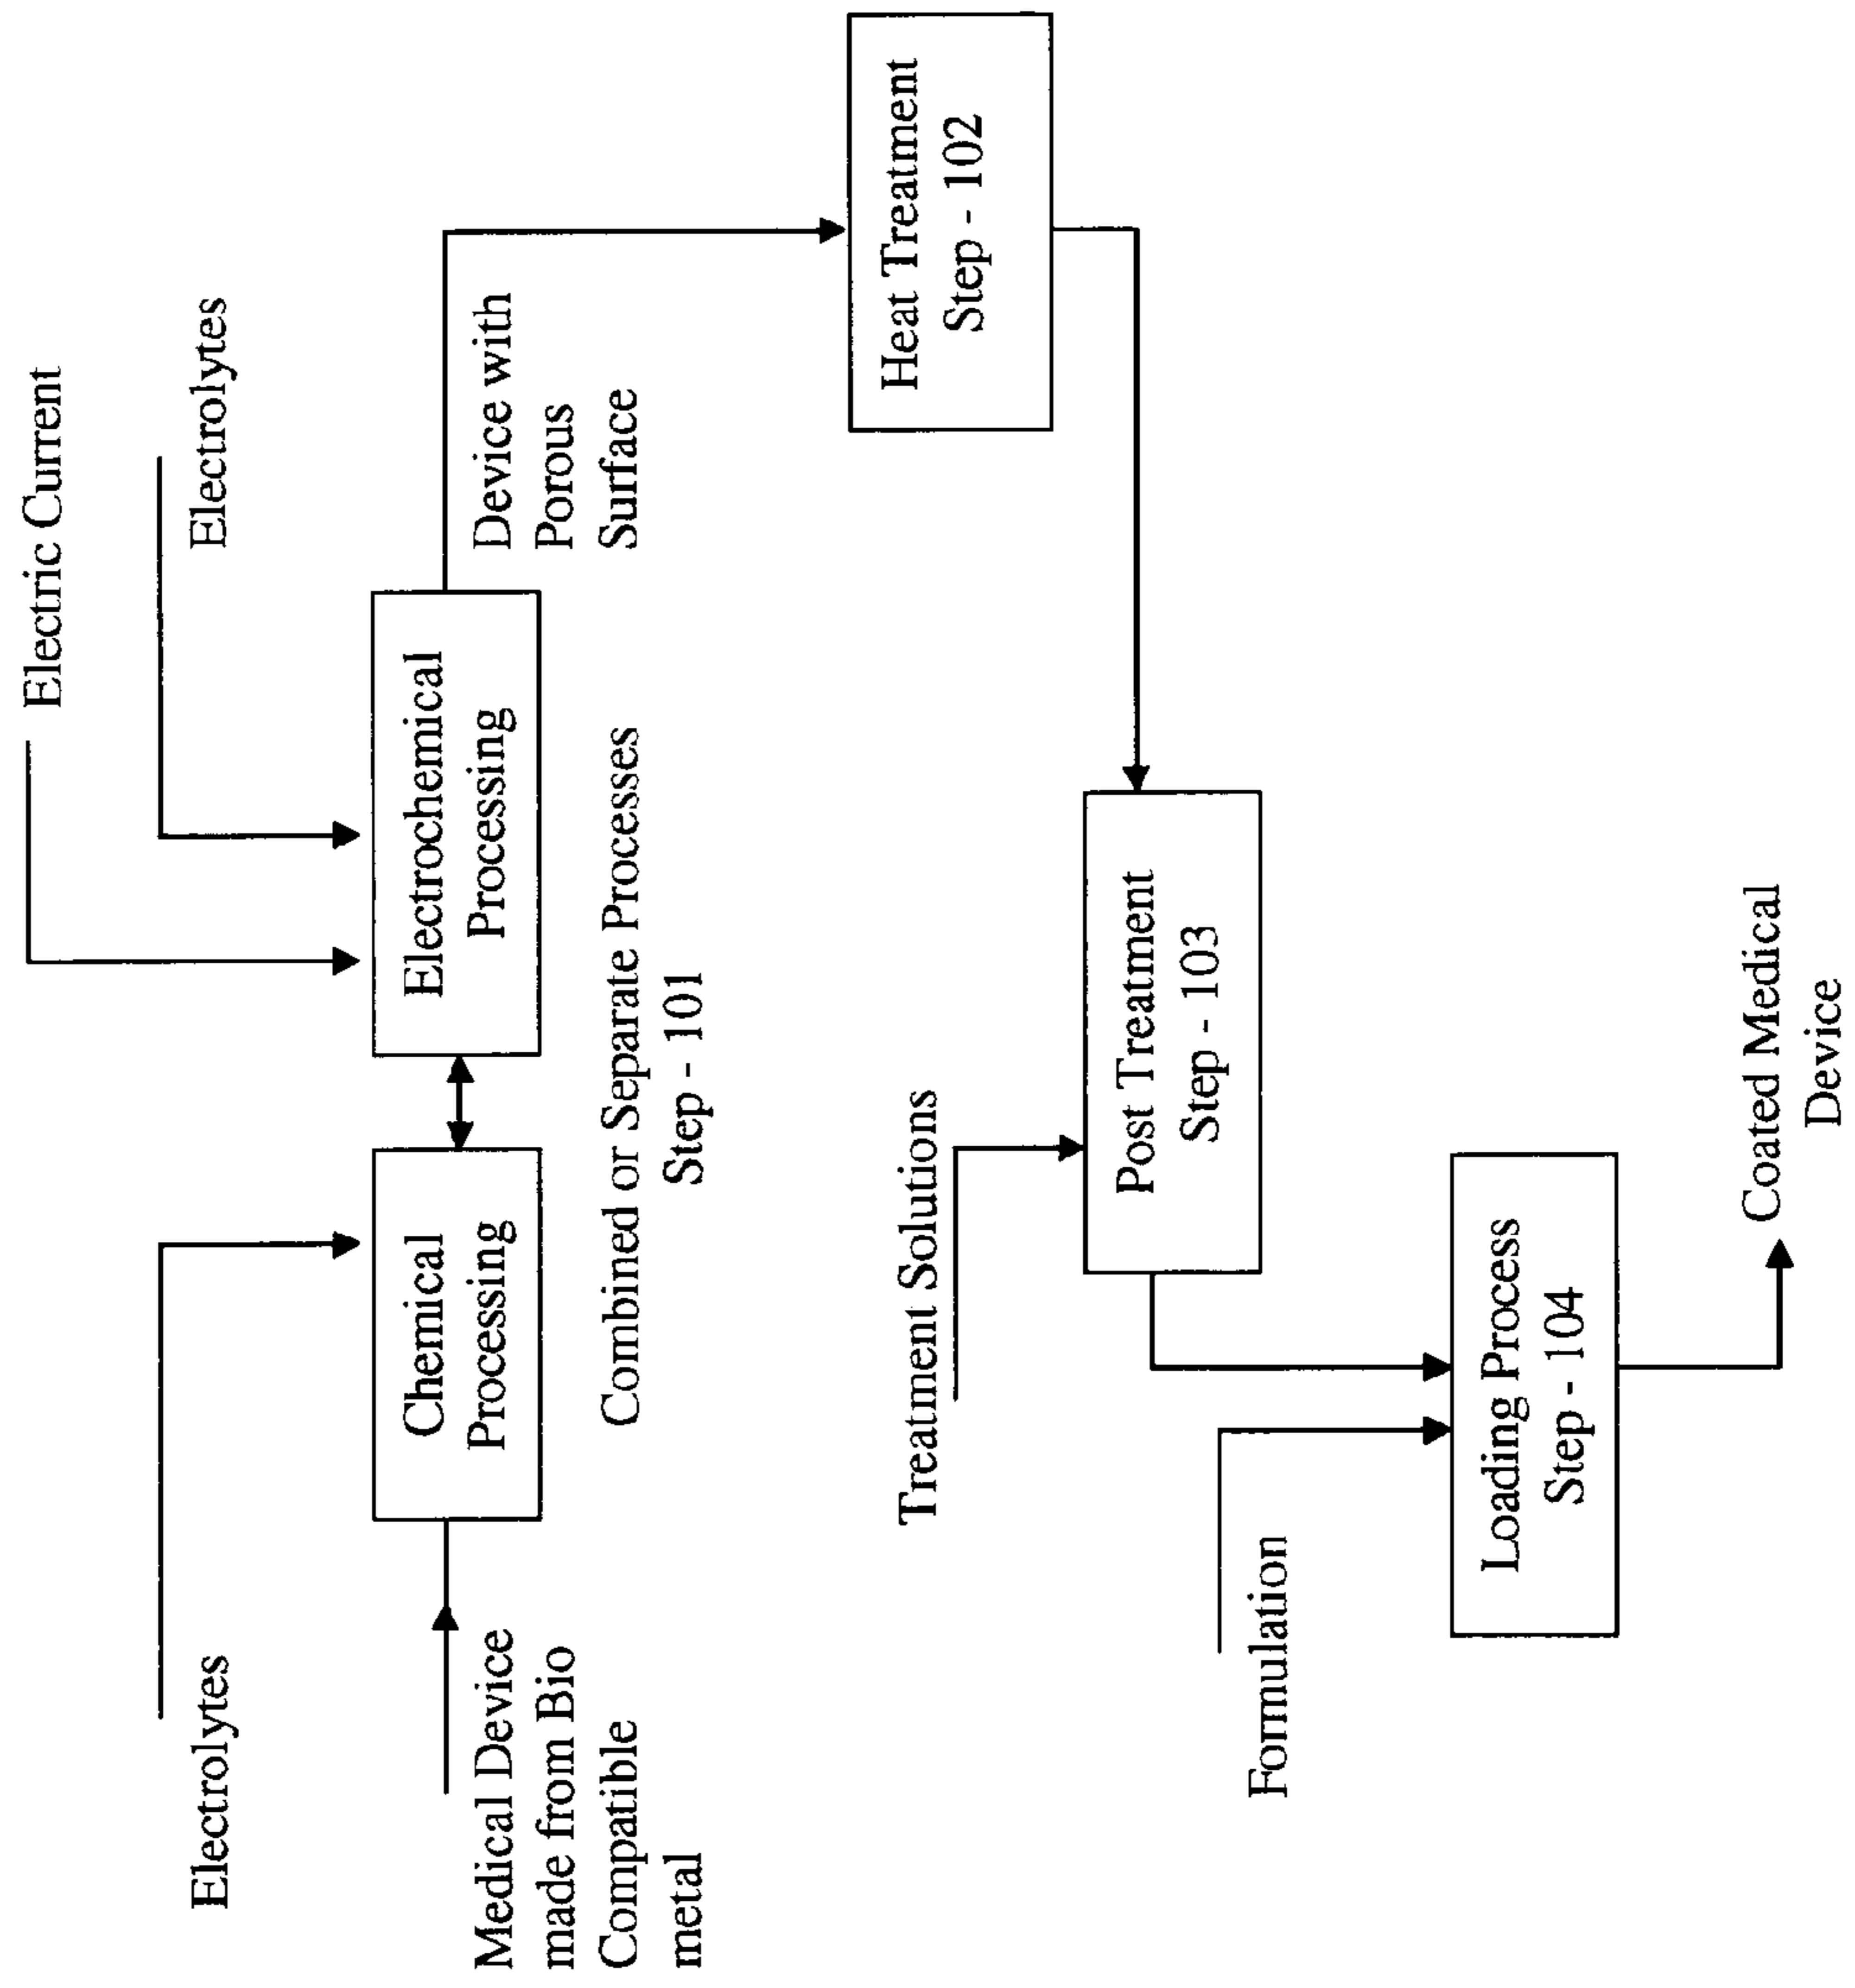 Electric Current
Electrolytes
Electrolytes
Chemical
Processing
Electrochemical
Processing
Medical Device
made from Bio
Compatible
metal
Device with
Porous
Surface
Combined or Separate Processes
Step - 101
Heat Treatment
Step - 102
Treatment Solutions
Post Treatment
Step - 103
Formulation
Loading Process
Step - 104
Coated Medical
Device